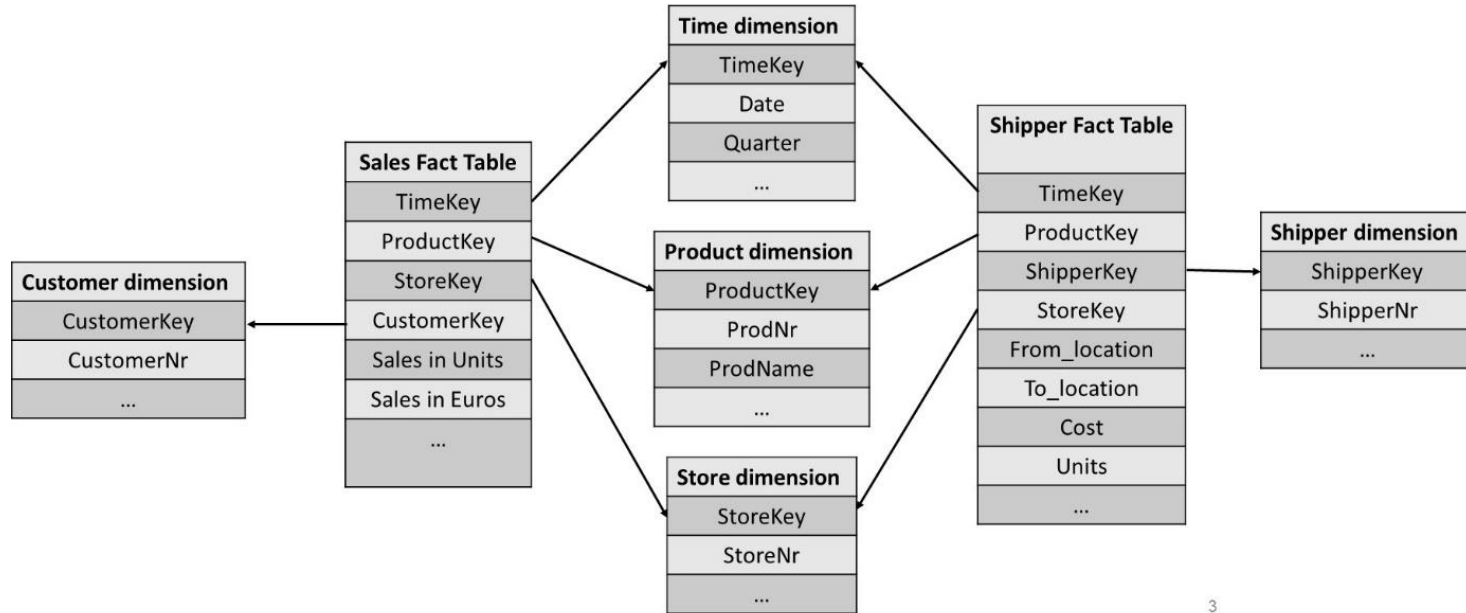 Time dimension
TimeKey
Date
Quarter
...
Sales Fact Table
TimeKey
ProductKey
StoreKey
CustomerKey
Sales in Units
Sales in Euros
...
Shipper Fact Table
TimeKey
ProductKey
ShipperKey
StoreKey
From_location
To_location
Cost
Units
...
Customer dimension
CustomerKey
CustomerNr
...
Product dimension
ProductKey
ProdNr
ProdName
...
Shipper dimension
ShipperKey
ShipperNr
...
Store dimension
StoreKey
StoreNr
...
3